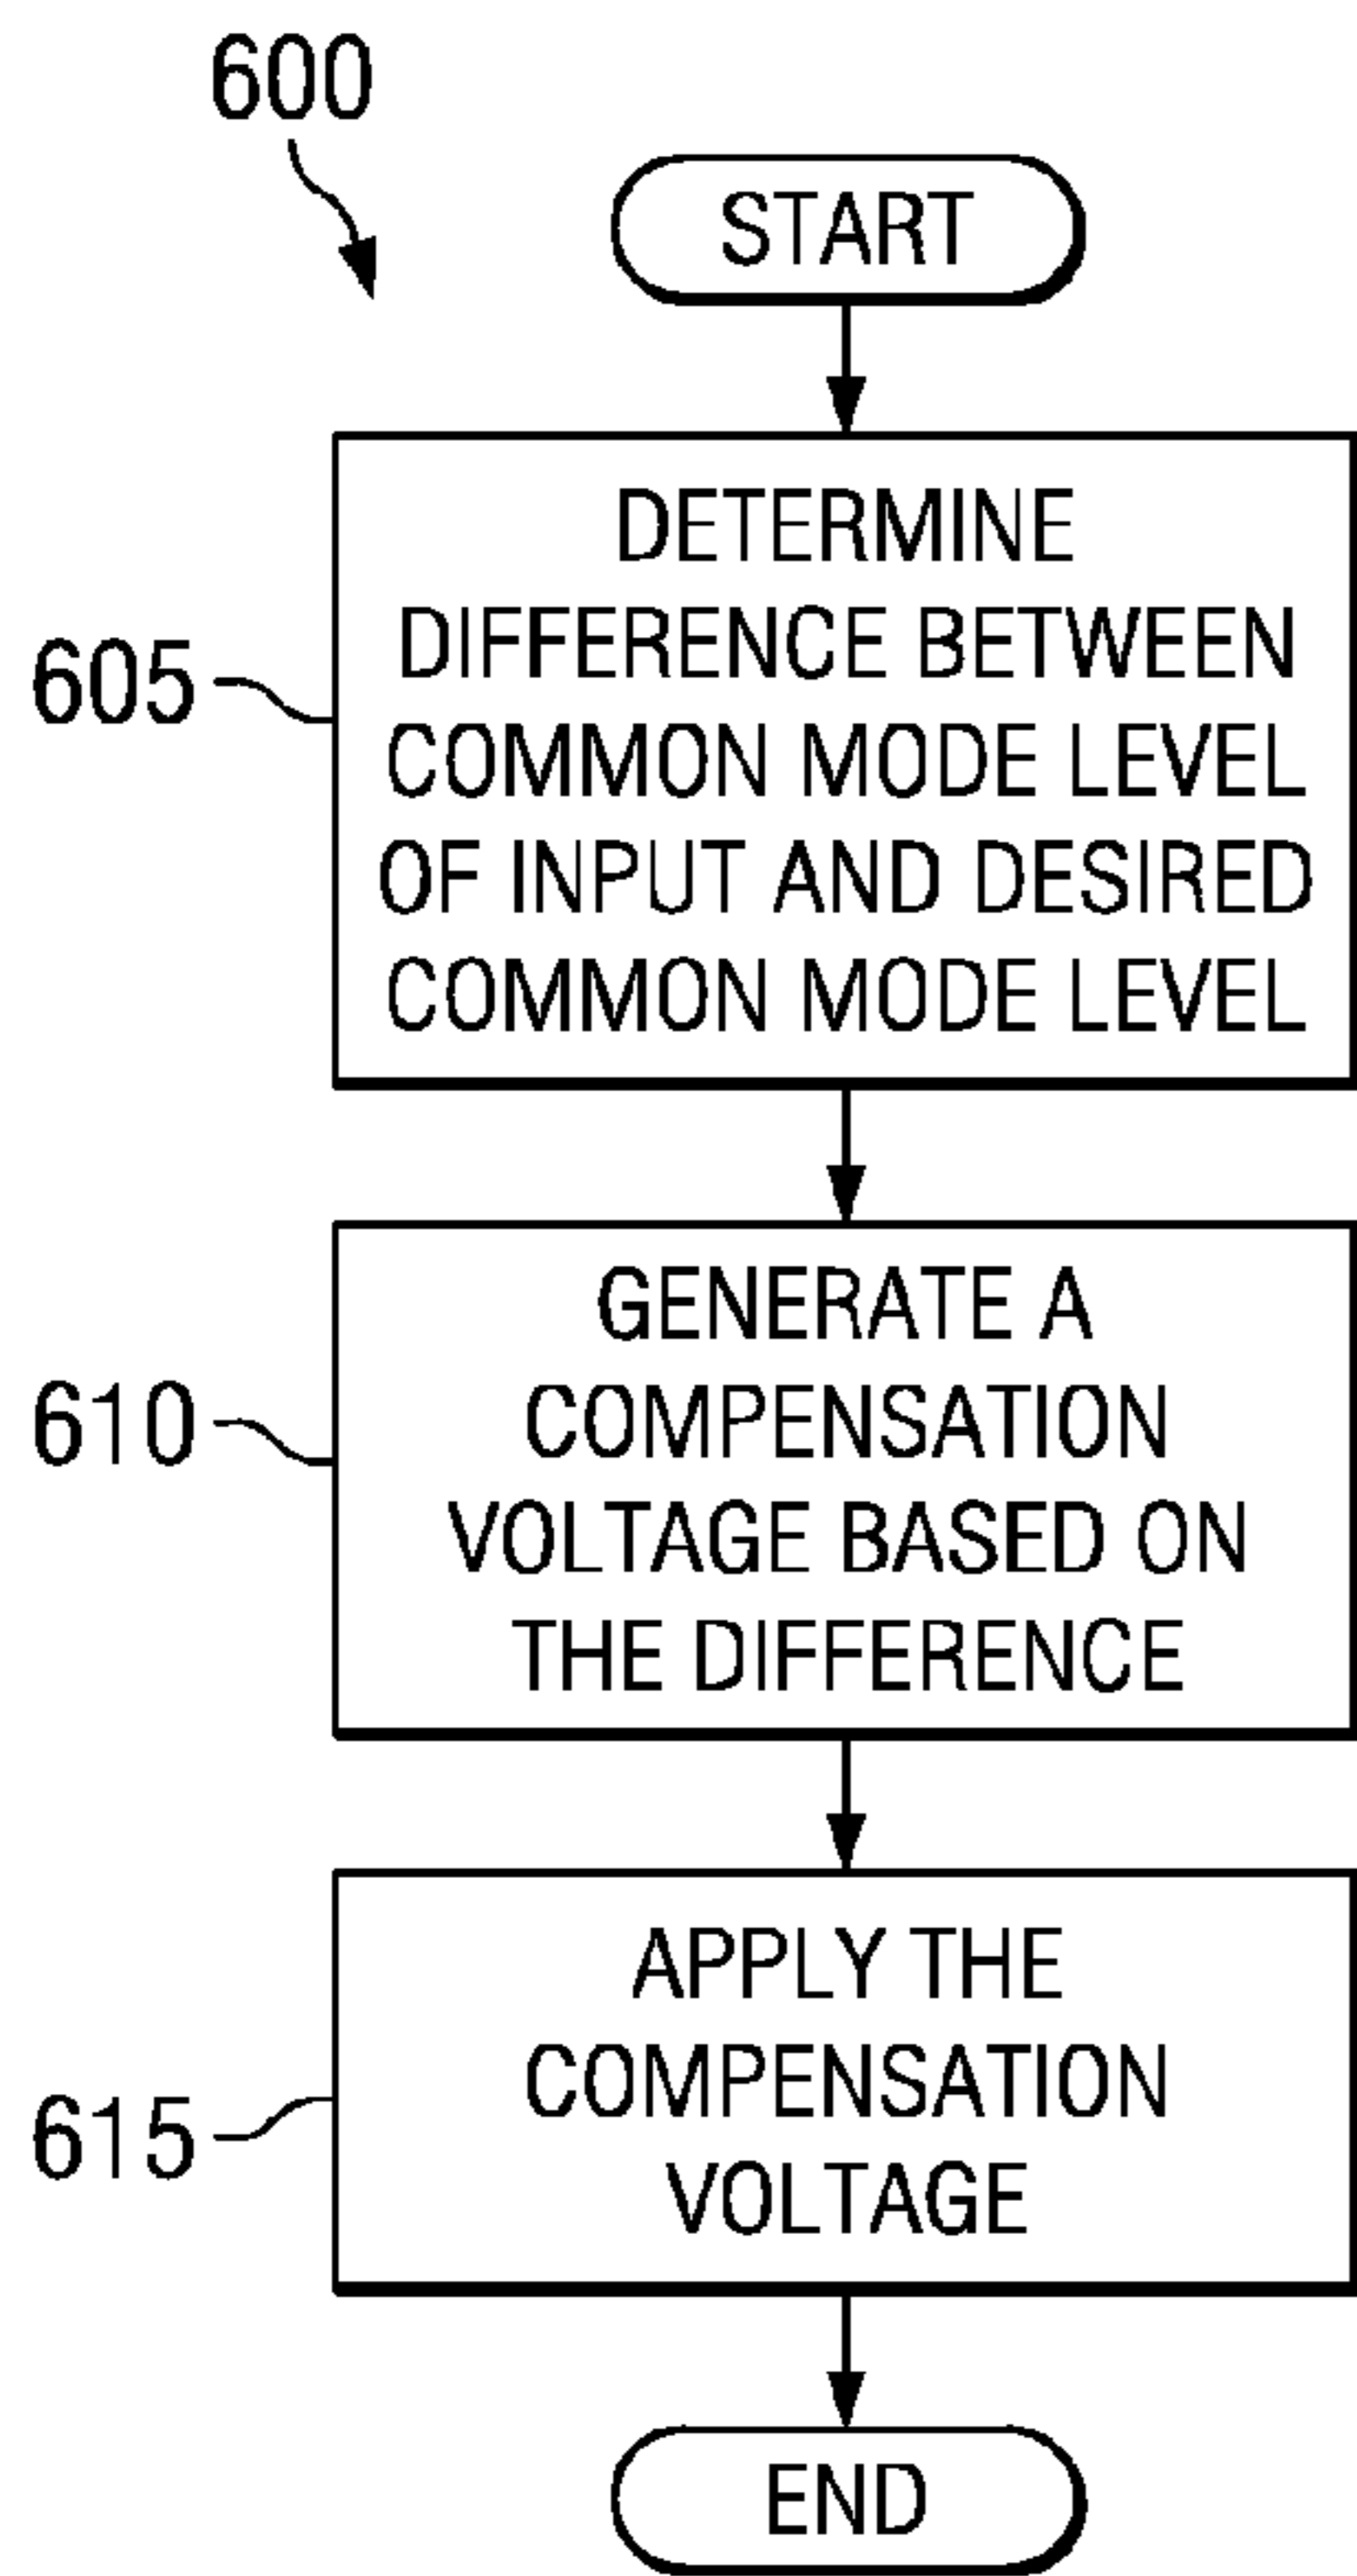 600
START
605
DETERMINE
DIFFERENCE BETWEEN
COMMON MODE LEVEL
OF INPUT AND DESIRED
COMMON MODE LEVEL
610
GENERATE A
COMPENSATION
VOLTAGE BASED ON
THE DIFFERENCE
615
APPLY THE
COMPENSATION
VOLTAGE
END